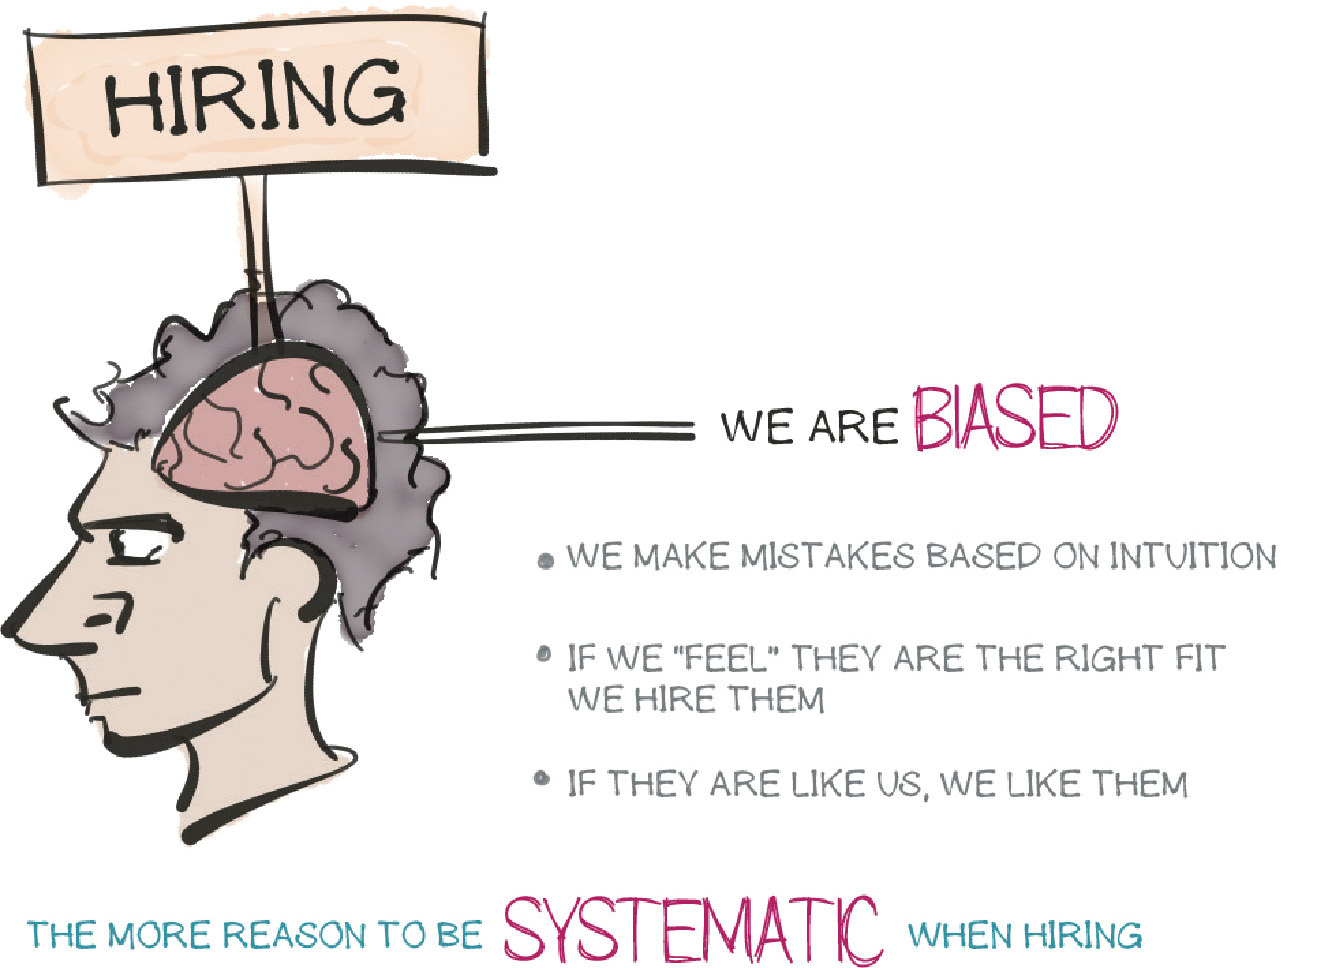 HIRING
WE ARE BIASED
• WE MAKE MISTAKES BASED ON INTUITION
• IF WE "FEEL" THEY ARE THE RIGHT FIT
WE HIRE THEM
• IF THEY ARE LIKE US, WE LIKE THEM
THE MORE REASON TO BE SYSTEMATIC WHEN HIRING